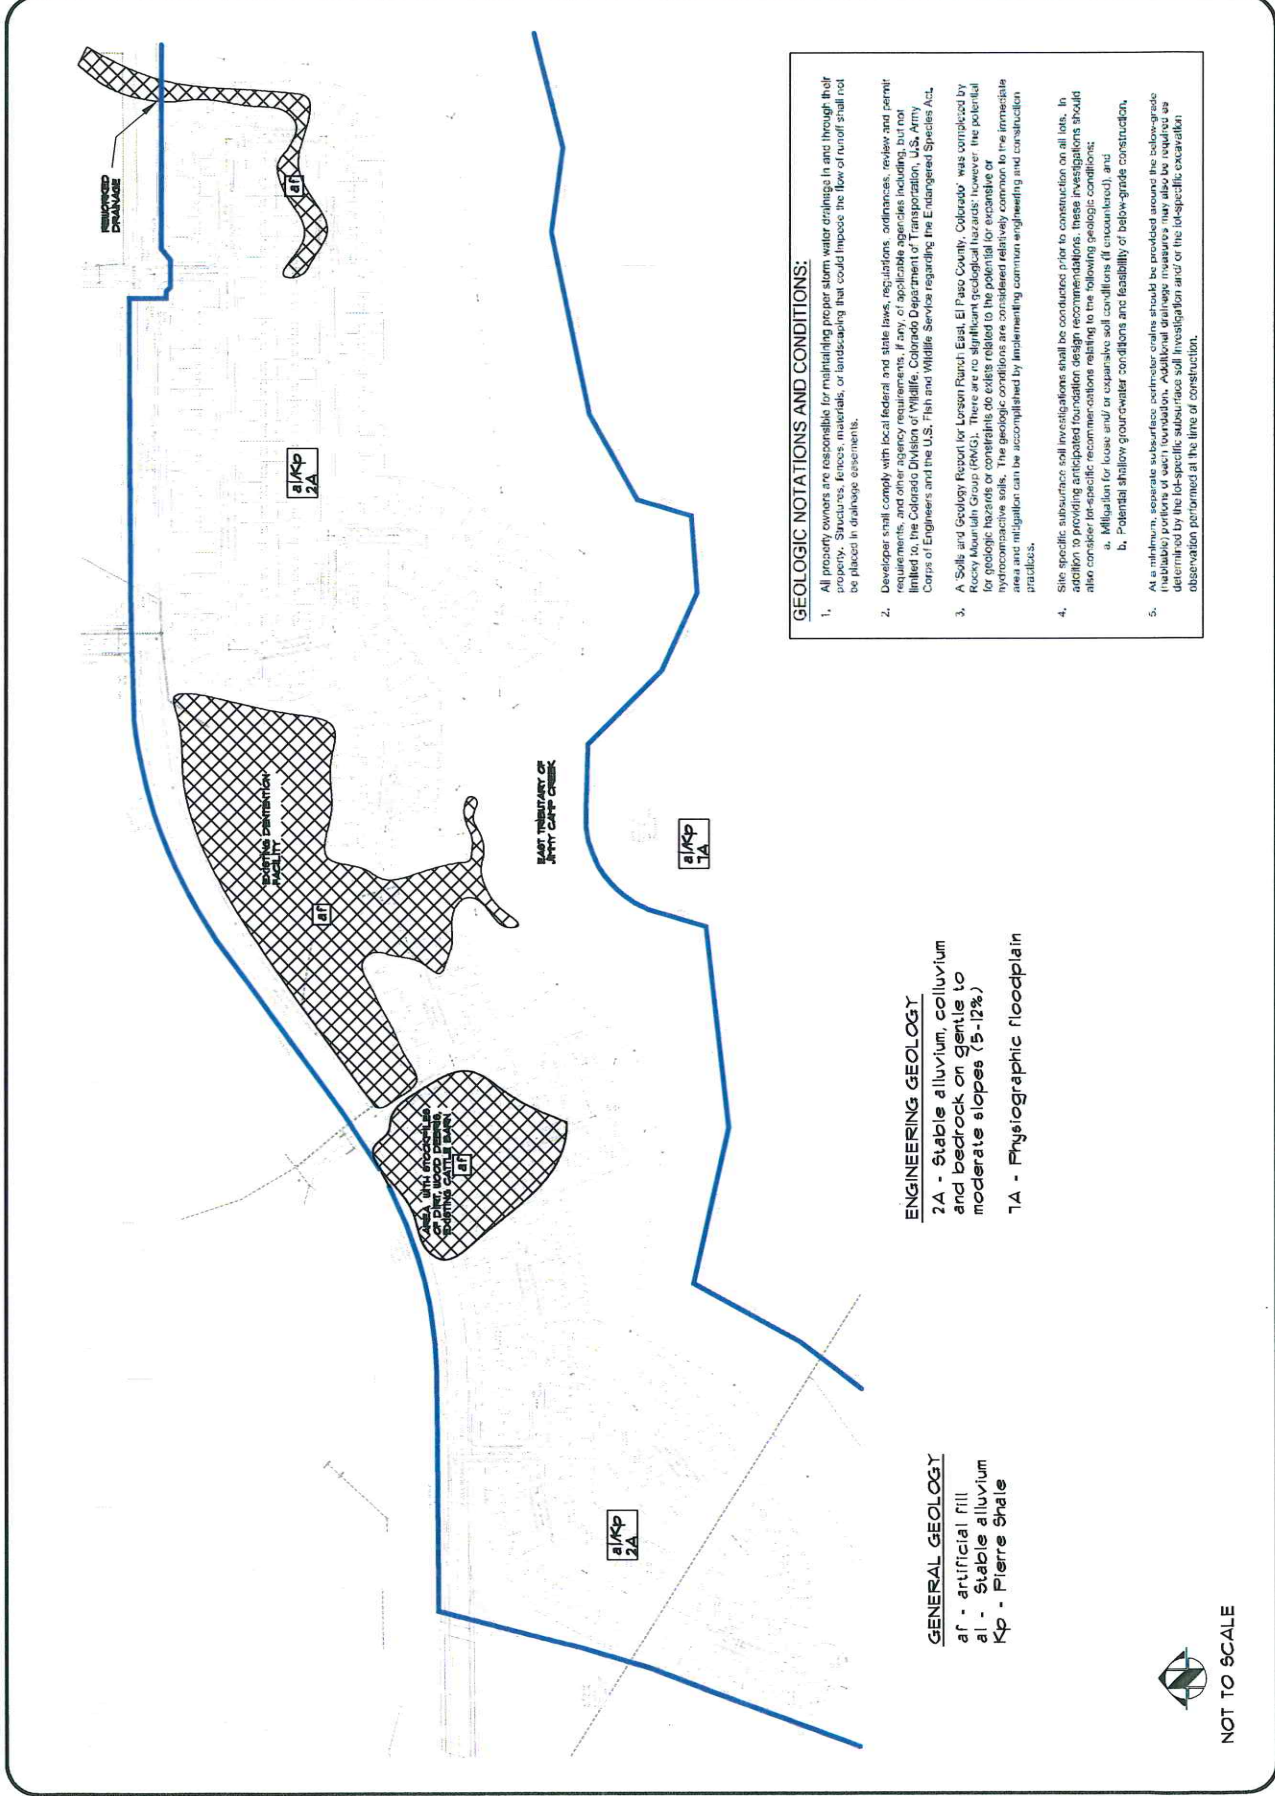 REWORKED
DRAINAGE
af
al/Kp
2A
EXISTING DENTENTION
FACILITY
af
EAST TRIBUTARY OF
JIMMY CAMP CREEK
al/Kp
7A
AREA WITH STOCKPILES
OF DIRT, WOOD DEBRIS,
EXISTING CATTLE BARN
af
al/Kp
2A
GEOLOGIC NOTATIONS AND CONDITIONS:
1. All property owners are responsible for maintaining proper storm water drainage in and through their
property. Structures, fences, materials, or landscaping that could impede the flow of runoff shall not
be placed in drainage easements.
2. Developer shall comply with local federal and state laws, regulations, ordinances, review and permit
requirements, and other agency requirements, if any, of applicable agencies including, but not
limited to, the Colorado Division of Wildlife, Colorado Department of Transportation, U.S. Army
Corps of Engineers and the U.S. Fish and Wildlife Service regarding the Endangered Species Act.
3. A 'Soils and Geology Report for Lorson Ranch East, El Paso County, Colorado' was completed by
Rocky Mountain Group (RMG). There are no significant geological hazards; however the potential
for geologic hazards or constraints do exists related to the potential for expansive or
hydrocompactive soils. The geologic conditions are considered relatively common to the immediate
area and mitigation can be accomplished by implementing common engineering and construction
practices.
4. Site specific subsurface soil investigations shall be conducted prior to construction on all lots. In
addition to providing anticipated foundation design recommendations, these investigations should
also consider lot-specific recommendations relating to the following geologic conditions:
a. Mitigation for loose and/ or expansive soil conditions (if encountered), and
b. Potential shallow groundwater conditions and feasibility of below-grade construction.
5. At a minimum, separate subsurface perimeter drains should be provided around the below-grade
(habitable) portions of each foundation. Additional drainage measures may also be required as
determined by the lot-specific subsurface soil investigation and/ or the lot-specific excavation
observation performed at the time of construction.
ENGINEERING GEOLOGY
2A - Stable alluvium, colluvium
and bedrock on gentle to
moderate slopes (5-12%)
7A - Physiographic floodplain
GENERAL GEOLOGY
af - artificial fill
al - Stable alluvium
Kp - Pierre Shale
NOT TO SCALE